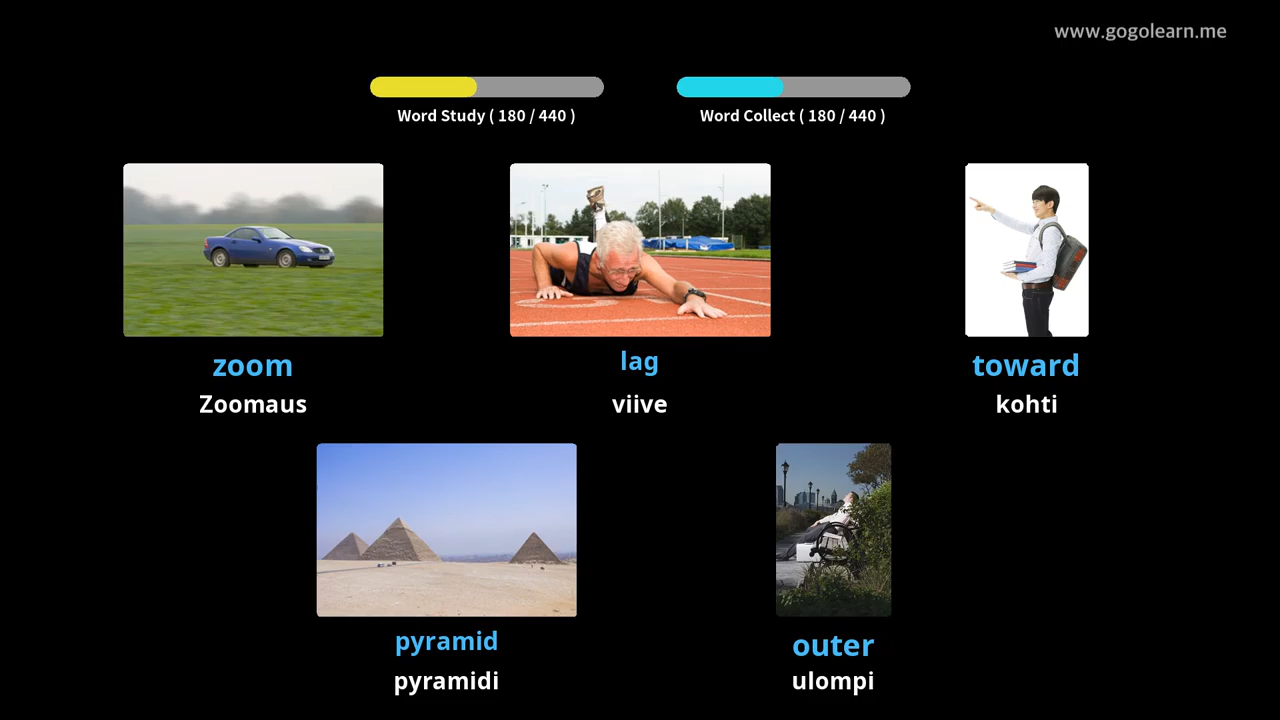 www.gogolearn.me
Word Study ( 180 / 440 )
Word Collect ( 180 / 440 )
zoom
Zoomaus
lag
viive
toward
kohti
pyramid
pyramidi
outer
ulompi